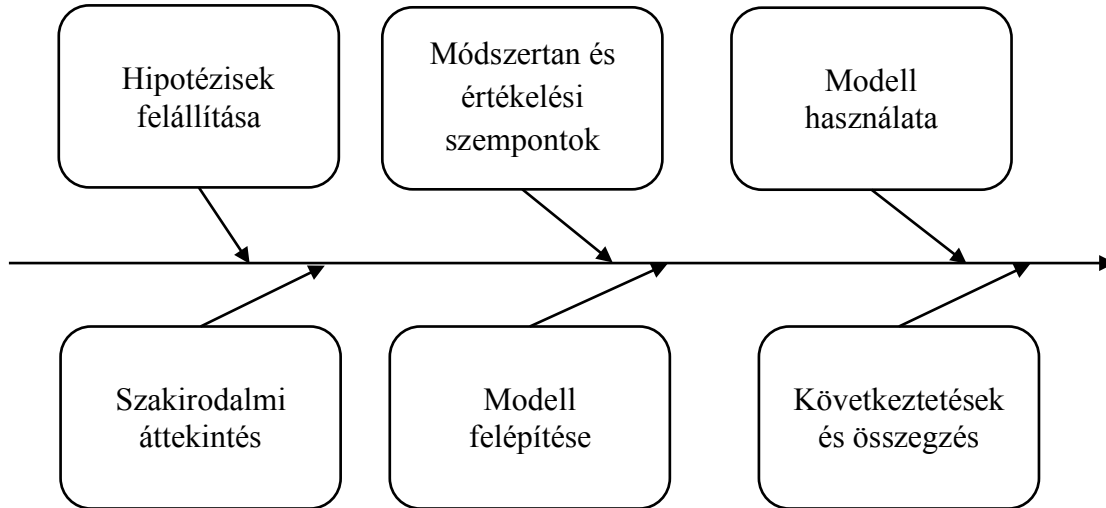 Hipotézisek
felállítása
Módszertan és
értékelési
szempontok
Modell
használata
Szakirodalmi
áttekintés
Modell
felépítése
Következtetések
és összegzés